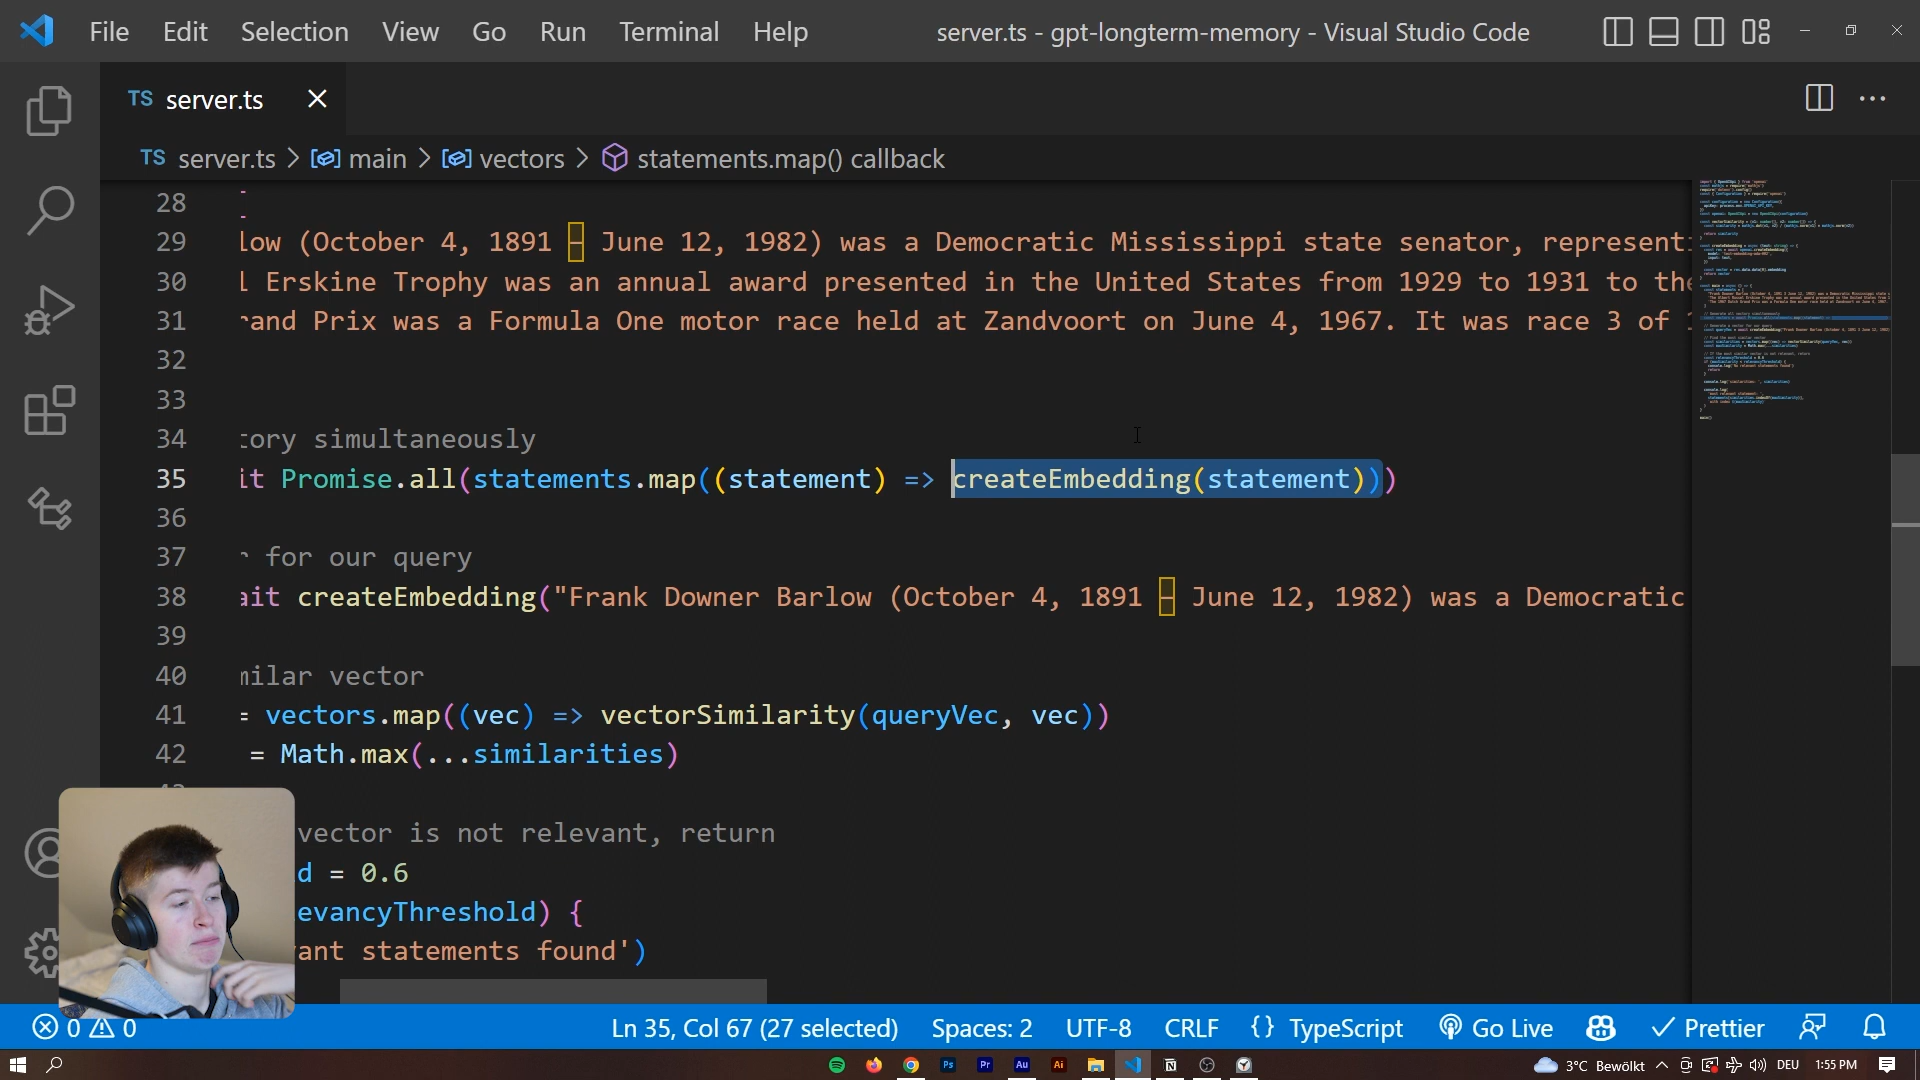 File Edit Selection View Go Run Terminal Help server.ts - gpt-longterm-memory - Visual Studio Code
TS server.ts
TS server.ts > main > vectors > statements.map() callback
28
29 low (October 4, 1891 – June 12, 1982) was a Democratic Mississippi state senator, represent
30 l Erskine Trophy was an annual award presented in the United States from 1929 to 1931 to the
31 rand Prix was a Formula One motor race held at Zandvoort on June 4, 1967. It was race 3 of
32
33
34 tory simultaneously
35 it Promise.all(statements.map((statement) => createEmbedding(statement)))
36
37 r for our query
38 ait createEmbedding("Frank Downer Barlow (October 4, 1891 – June 12, 1982) was a Democratic
39
40 milar vector
41 = vectors.map((vec) => vectorSimilarity(queryVec, vec))
42 = Math.max(...similarities)
vector is not relevant, return
d = 0.6
evancyThreshold) {
ant statements found')
0 0 Ln 35, Col 67 (27 selected) Spaces: 2 UTF-8 CRLF {} TypeScript Go Live Prettier
Ps Pr Au Ai N 3°C Bewölkt DEU 1:55 PM